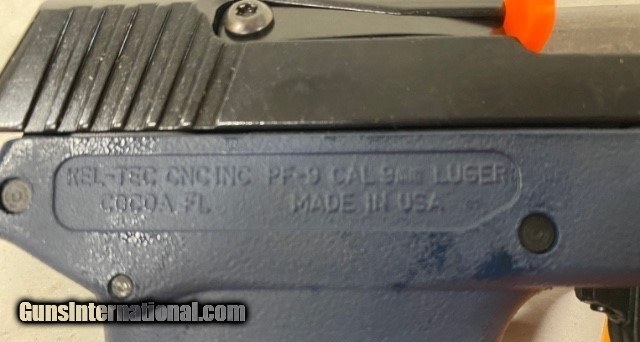 KEL-TEC CNC INC PF-9 CAL 9mm LUGER
COCOA FL MADE IN USA
GunsInternational.com